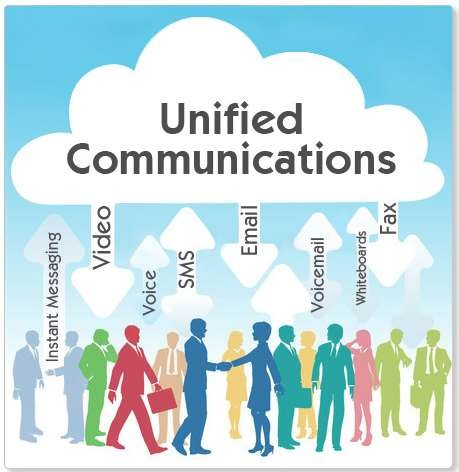 Unified
Communications
Instant Messaging
Video
Voice
SMS
Email
Voicemail
Whiteboards
Fax